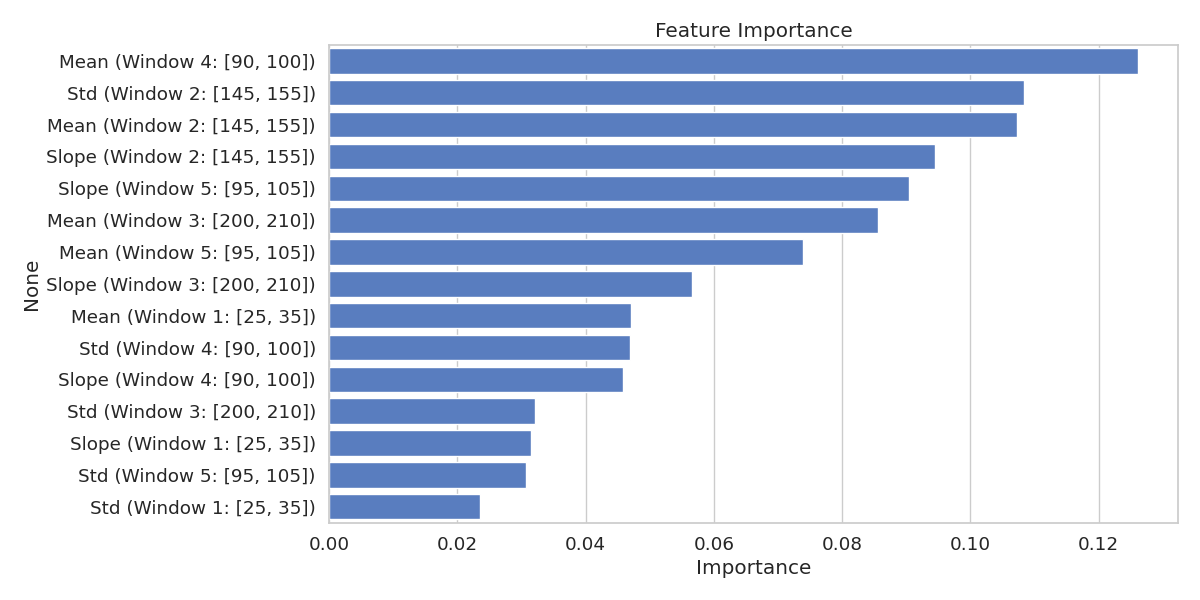 Feature Importance
Mean (Window 4: [90, 100])
Std (Window 2: [145, 155])
Mean (Window 2: [145, 155])
Slope (Window 2: [145, 155])
Slope (Window 5: [95, 105])
Mean (Window 3: [200, 210])
Mean (Window 5: [95, 105])
Slope (Window 3: [200, 210])
Mean (Window 1: [25, 35])
Std (Window 4: [90, 100])
Slope (Window 4: [90, 100])
Std (Window 3: [200, 210])
Slope (Window 1: [25, 35])
Std (Window 5: [95, 105])
Std (Window 1: [25, 35])
None
0.00 0.02 0.04 0.06 0.08 0.10 0.12
Importance